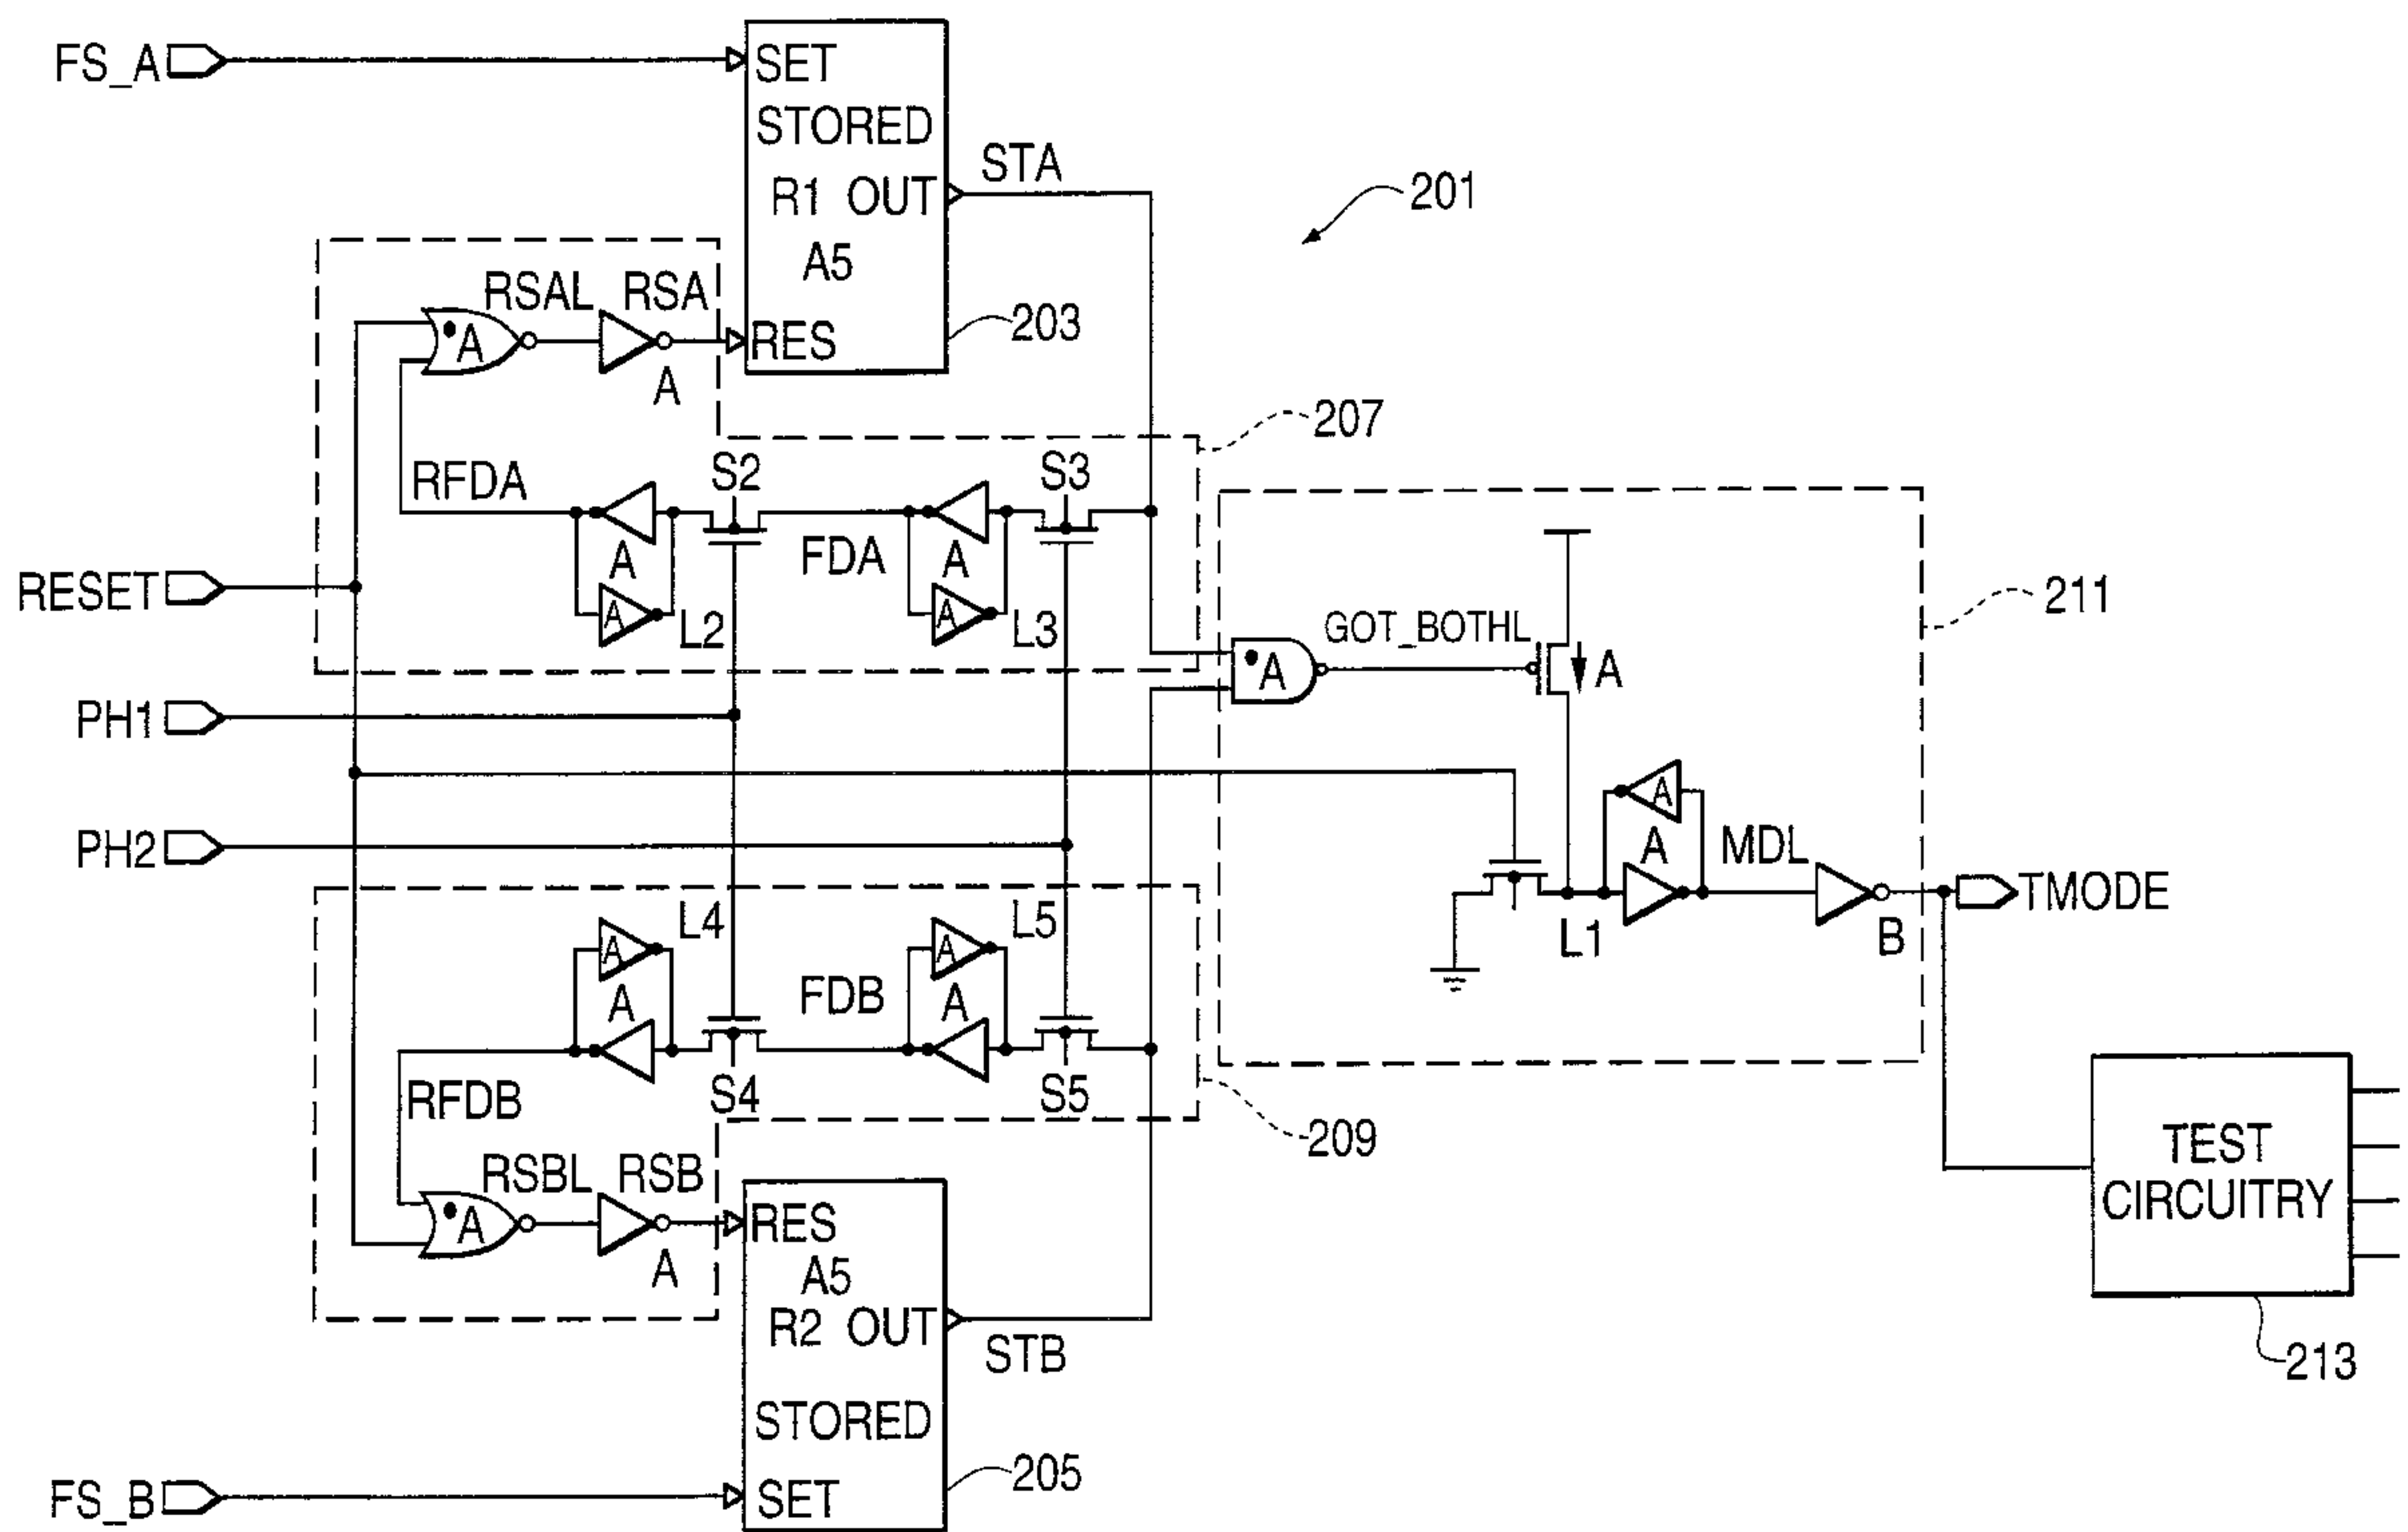 FS_A
SET
STORED
R1 OUT
A5
RES
STA
201
203
RSAL
RSA
A
A
207
RFDA
S2
S3
A
FDA
A
A
L2
A
L3
RESET
GOT_BOTHL
A
A
211
PH1
PH2
A
A
MDL
L1
B
TMODE
A
L4
A
L5
A
FDB
A
RFDB
S4
S5
209
RSBL
RSB
A
A
RES
A5
R2 OUT
STORED
SET
STB
205
FS_B
TEST
CIRCUITRY
213